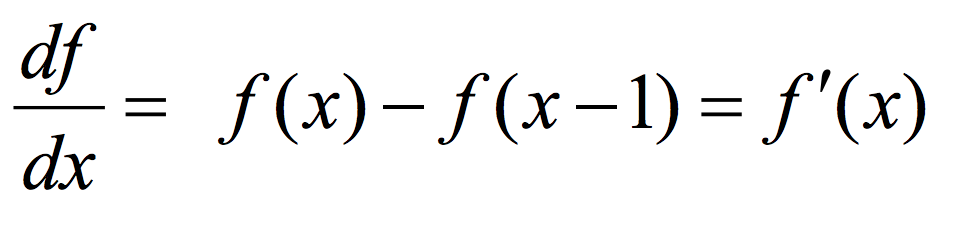 df/dx = f(x) − f(x − 1) = f′(x)